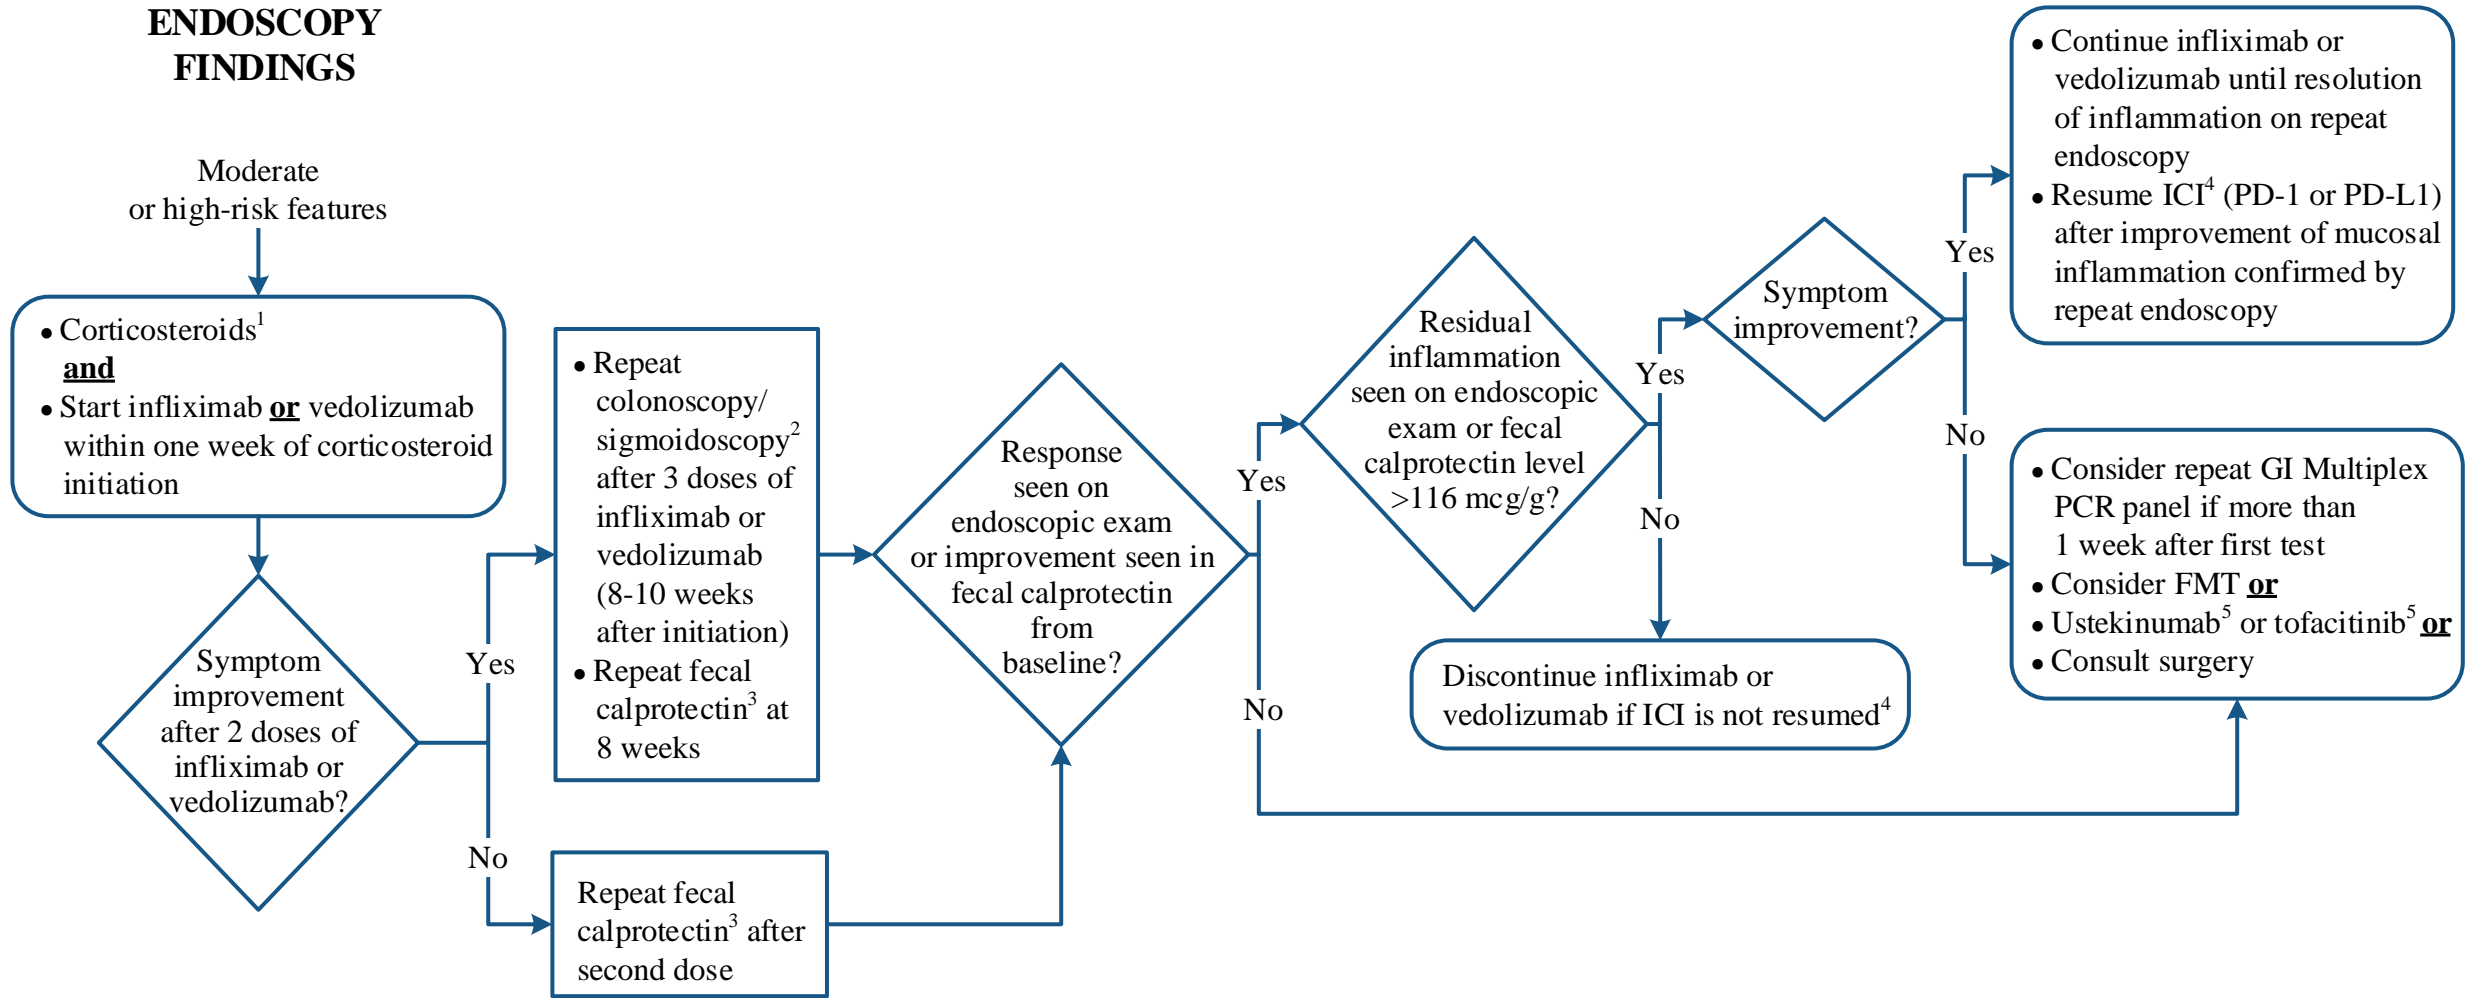 ENDOSCOPY
FINDINGS
Moderate
or high-risk features
● Corticosteroids¹
and
● Start infliximab or vedolizumab
within one week of corticosteroid
initiation
Symptom
improvement
after 2 doses of
infliximab or
vedolizumab?
Yes
No
● Repeat
colonoscopy/
sigmoidoscopy²
after 3 doses of
infliximab or
vedolizumab
(8-10 weeks
after initiation)
● Repeat fecal
calprotectin³ at
8 weeks
Repeat fecal
calprotectin³ after
second dose
Response
seen on
endoscopic exam
or improvement seen in
fecal calprotectin
from
baseline?
Yes
No
Residual
inflammation
seen on endoscopic
exam or fecal
calprotectin level
>116 mcg/g?
Yes
No
Discontinue infliximab or
vedolizumab if ICI is not resumed⁴
Symptom
improvement?
Yes
No
● Continue infliximab or
vedolizumab until resolution
of inflammation on repeat
endoscopy
● Resume ICI⁴ (PD-1 or PD-L1)
after improvement of mucosal
inflammation confirmed by
repeat endoscopy
● Consider repeat GI Multiplex
PCR panel if more than
1 week after first test
● Consider FMT or
● Ustekinumab⁵ or tofacitinib⁵ or
● Consult surgery